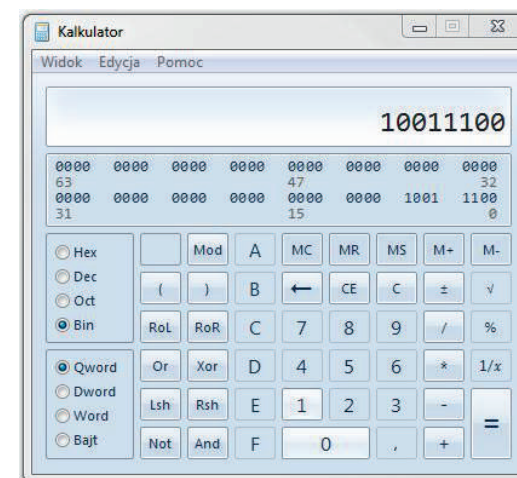 Kalkulator
Widok Edycja Pomoc
10011100
0000 0000 0000 0000 0000 0000 0000 0000
63 47 32
0000 0000 0000 0000 0000 0000 1001 1100
31 15 0
Hex Mod A MC MR MS M+ M-
Dec
Oct ( ) B ← CE C ± √
Bin RoL RoR C 7 8 9 / %
Qword Or Xor D 4 5 6 * 1/x
Dword
Word Lsh Rsh E 1 2 3 - =
Bajt Not And F 0 , +